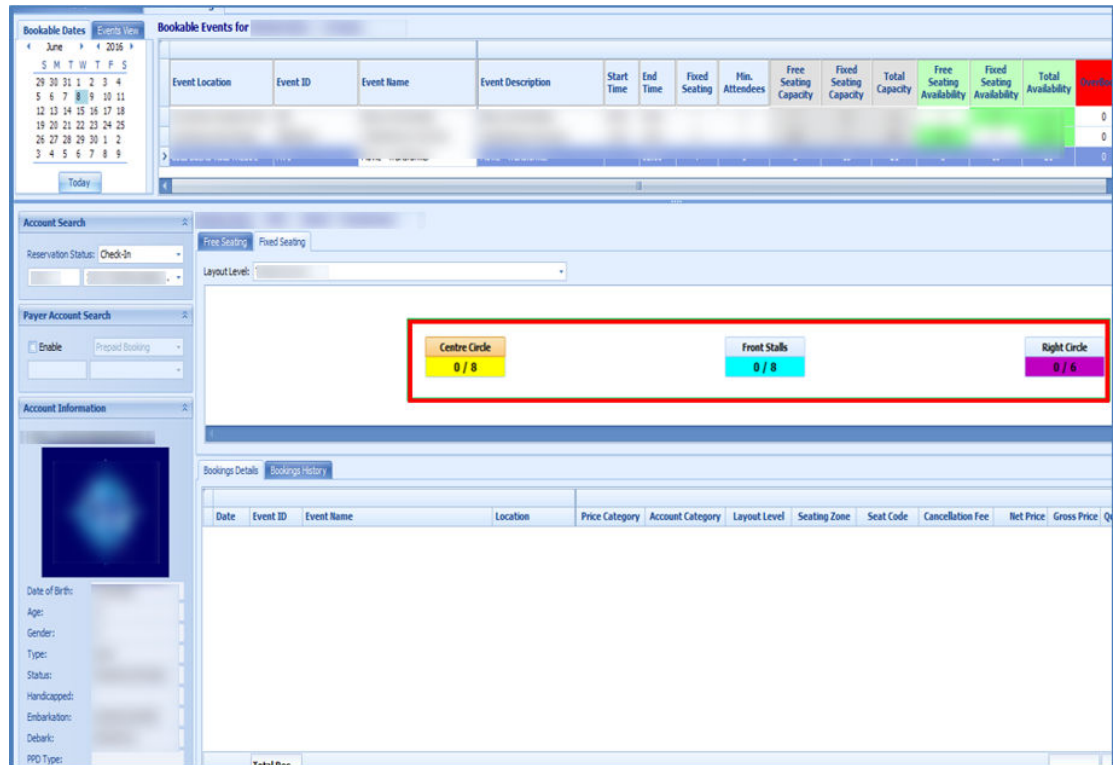 Bookable Dates Events View Bookable Events for
June 2016
S M T W T F S
29 30 31 1 2 3 4
5 6 7 8 9 10 11
12 13 14 15 16 17 18
19 20 21 22 23 24 25
26 27 28 29 30 1 2
3 4 5 6 7 8 9
Today
Event Location Event ID Event Name Event Description Start Time End Time Fixed Seating Min. Attendees Free Seating Capacity Fixed Seating Capacity Total Capacity Free Seating Availability Fixed Seating Availability Total Availability
0
0
0
Account Search
Reservation Status: Check-In
Payer Account Search
Enable Prepaid Booking
Account Information
Date of Birth:
Age:
Gender:
Type:
Status:
Handicapped:
Embarkation:
Debark:
PPD Type:
Free Seating Fixed Seating
Layout Level:
Centre Circle Front Stalls Right Circle
0 / 8 0 / 8 0 / 6
Bookings Details Bookings History
Date Event ID Event Name Location Price Category Account Category Layout Level Seating Zone Seat Code Cancellation Fee Net Price Gross Price